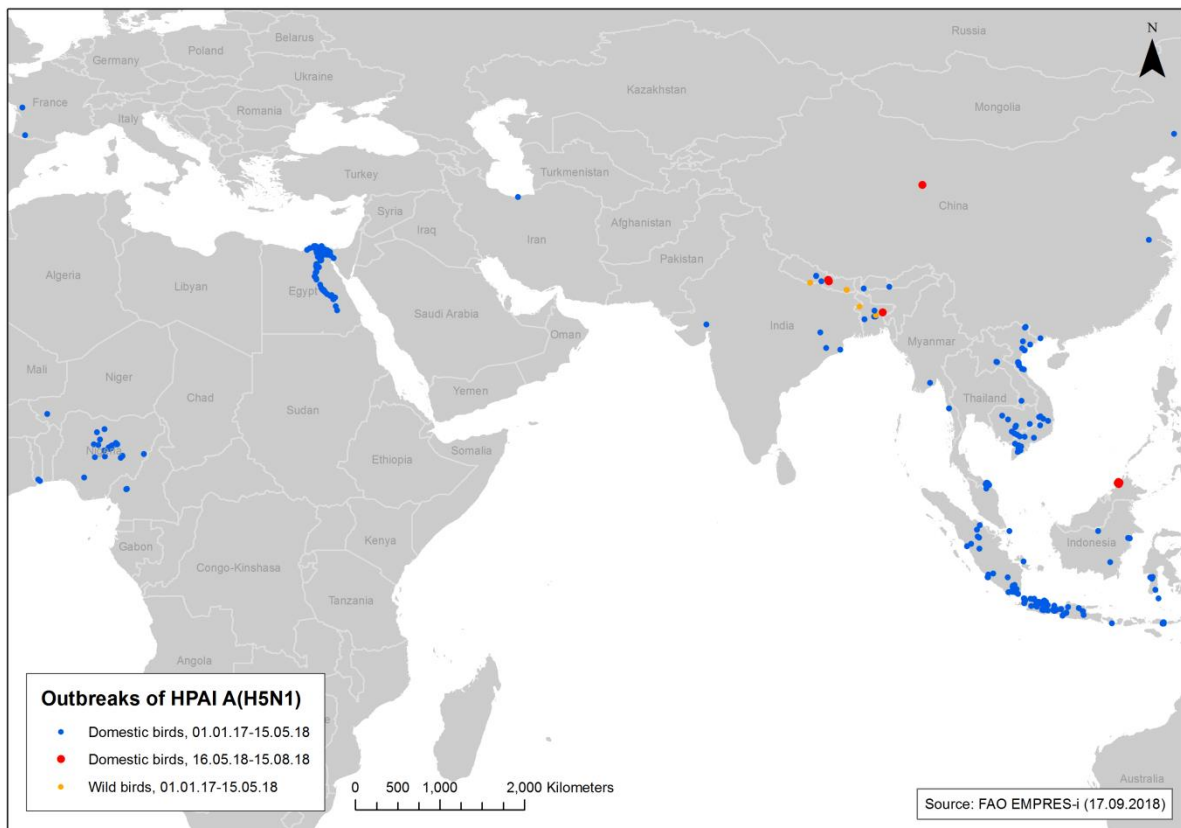 Russia
N
Belarus
Poland
Germany
Ukraine
Kazakhstan
France
Mongolia
Romania
Italy
Turkmenistan
Turkey
China
Syria
Afghanistan
Iraq
Iran
Pakistan
Algeria
Libyan
Egypt
Saudi Arabia
Oman
India
Myanmar
Mali
Niger
Yemen
Chad
Sudan
Thailand
Nigeria
Ethiopia
Somalia
Gabon
Kenya
Indonesia
Congo-Kinshasa
Tanzania
Angola
Outbreaks of HPAI A(H5N1)
Domestic birds, 01.01.17-15.05.18
Domestic birds, 16.05.18-15.08.18
Wild birds, 01.01.17-15.05.18
0 500 1,000 2,000 Kilometers
Australia
Source: FAO EMPRES-i (17.09.2018)